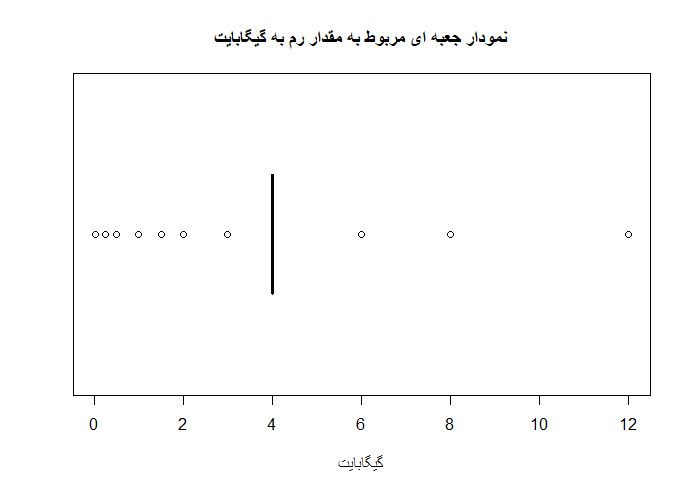 نمودار جعبه ای مربوط به مقدار رم به گیگابایت
0 2 4 6 8 10 12
گیگابایت